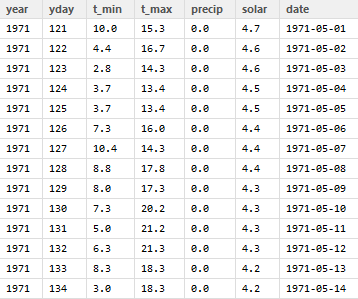 year yday t_min t_max precip solar date
1971 121 10.0 15.3 0.0 4.7 1971-05-01
1971 122 4.4 16.7 0.0 4.6 1971-05-02
1971 123 2.8 14.3 0.0 4.6 1971-05-03
1971 124 3.7 13.4 0.0 4.5 1971-05-04
1971 125 3.7 13.4 0.0 4.5 1971-05-05
1971 126 7.3 16.0 0.0 4.4 1971-05-06
1971 127 10.4 14.3 0.0 4.4 1971-05-07
1971 128 8.8 17.8 0.0 4.4 1971-05-08
1971 129 8.0 17.3 0.0 4.3 1971-05-09
1971 130 7.3 20.2 0.0 4.3 1971-05-10
1971 131 5.0 21.2 0.0 4.3 1971-05-11
1971 132 6.3 21.3 0.0 4.3 1971-05-12
1971 133 8.3 18.3 0.0 4.2 1971-05-13
1971 134 3.0 18.3 0.0 4.2 1971-05-14